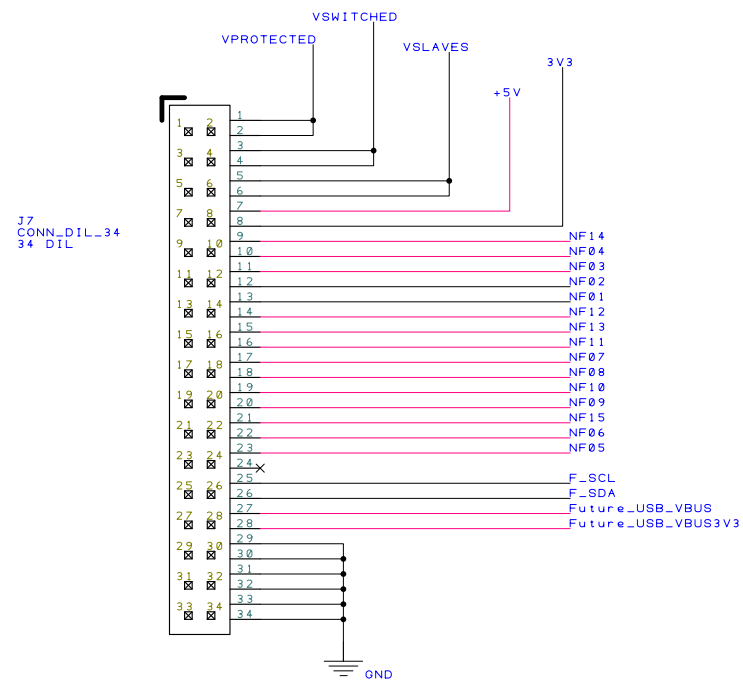 VSWITCHED
VPROTECTED
VSLAVES
3V3
+5V
J7
CONN_DIL_34
34 DIL
1 2
3 4
5 6
7 8
9 10
11 12
13 14
15 16
17 18
19 20
21 22
23 24
25 26
27 28
29 30
31 32
33 34
1
2
3
4
5
6
7
8
9 NF14
10 NF04
11 NF03
12 NF02
13 NF01
14 NF12
15 NF13
16 NF11
17 NF07
18 NF08
19 NF10
20 NF09
21 NF15
22 NF06
23 NF05
24
25 F_SCL
26 F_SDA
27 Future_USB_VBUS
28 Future_USB_VBUS3V3
29
30
31
32
33
34
GND